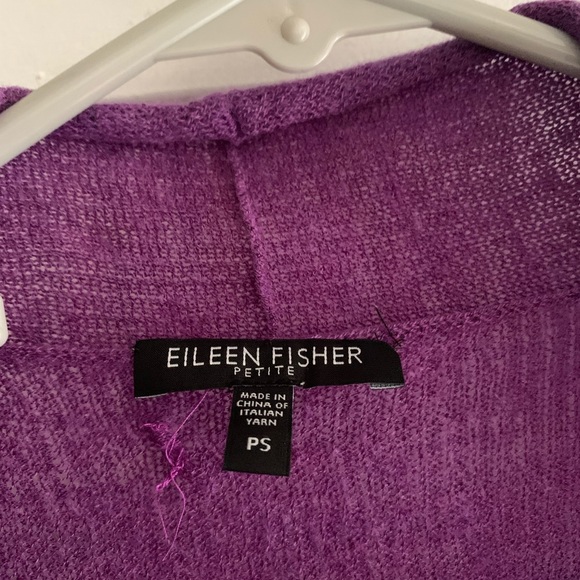 EILEEN FISHER
PETITE
MADE IN
CHINA OF
ITALIAN
YARN
PS